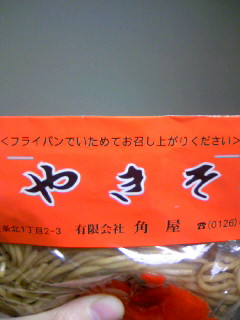 <フライパンでいためてお召し上がりください>
やきそ
条北1丁目2-3 有限会社 角屋 ☎(0126)